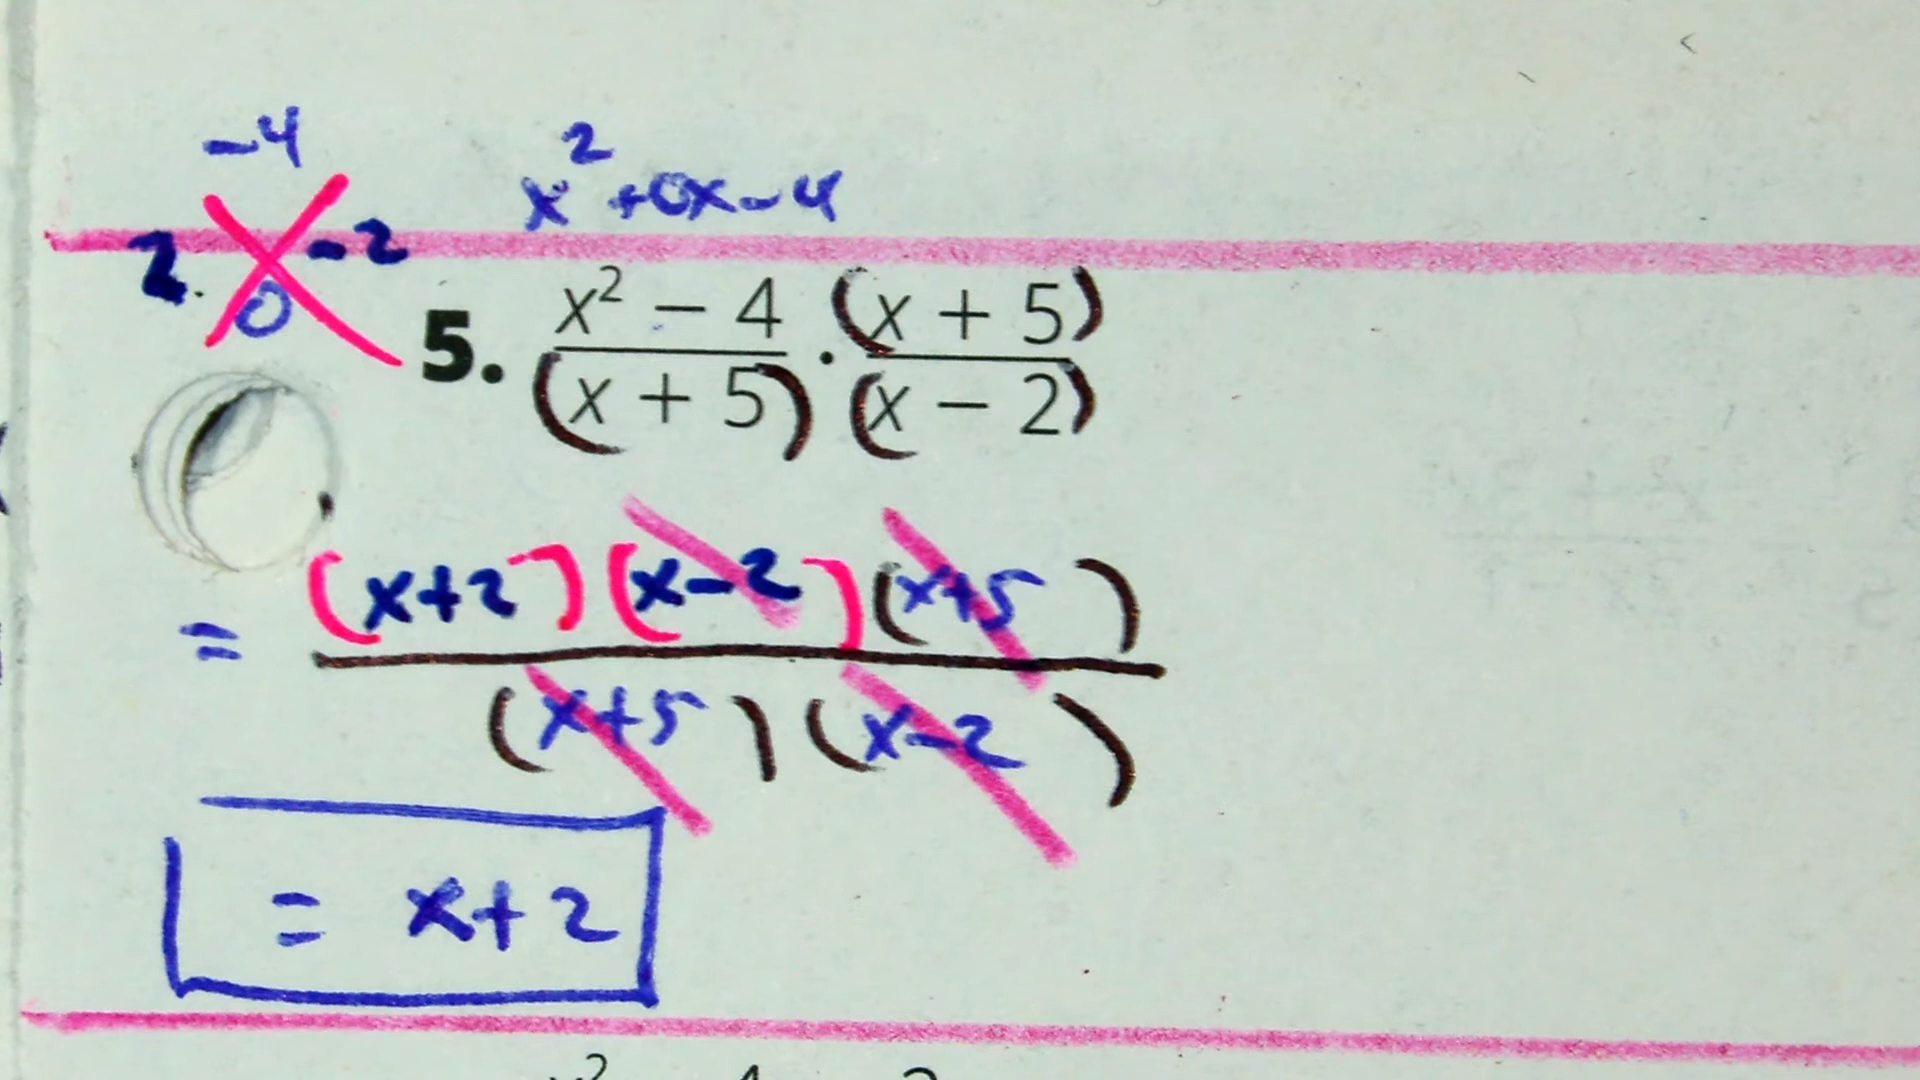 -4
x² + 0x - 4
2 -2
0
5. x² - 4 (x + 5)
(x + 5) · (x - 2)
= (x+2)(x-2)(x+5)
(x+5)(x-2)
= x+2